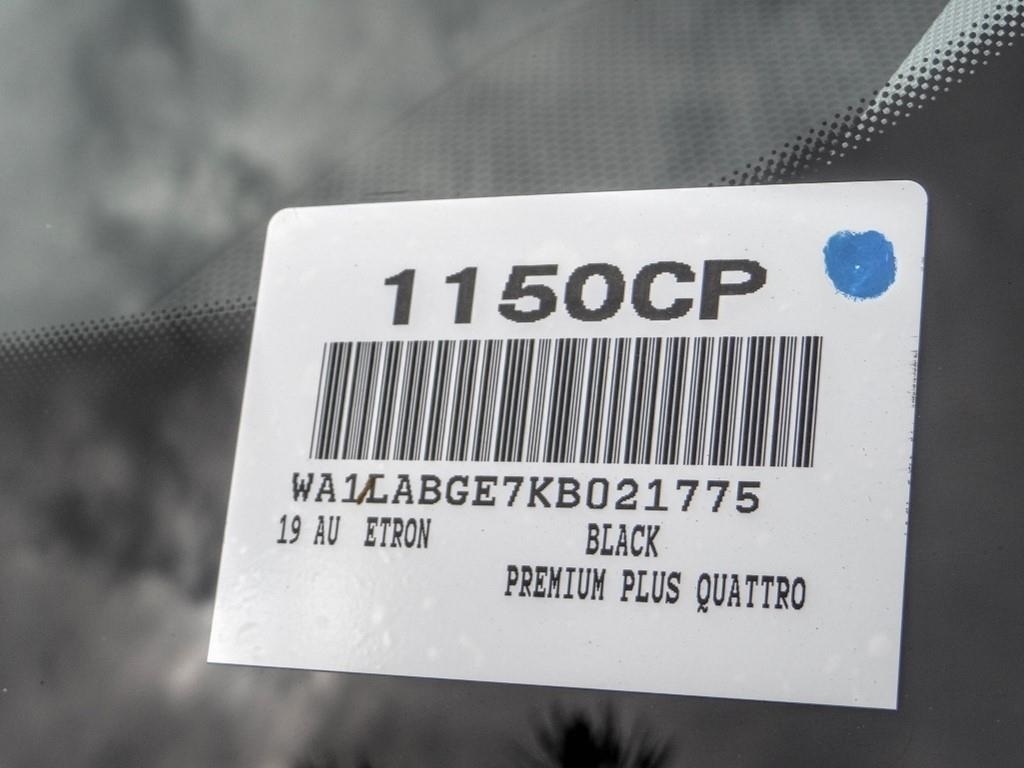 1150CP
WA1LABGE7KB021775
19 AU ETRON BLACK
PREMIUM PLUS QUATTRO